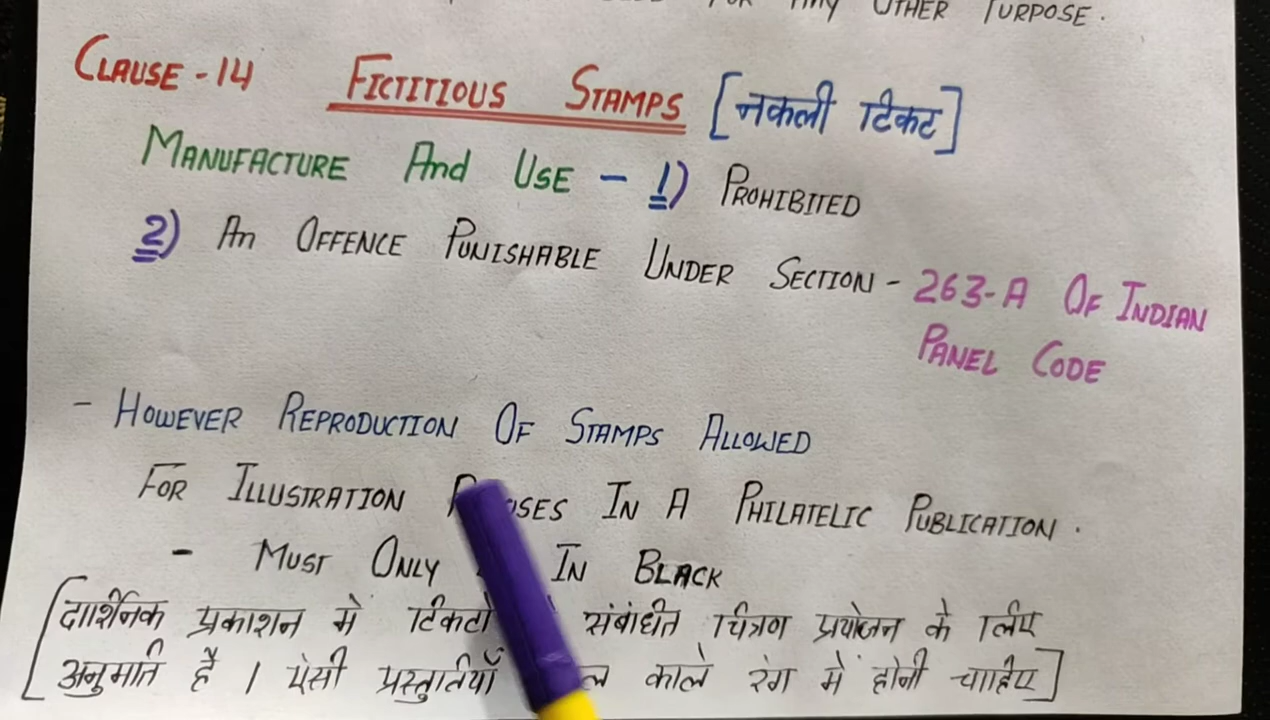 FOR ANY OTHER PURPOSE.
CLAUSE-14 FICTITIOUS STAMPS [नकली टिकट]
MANUFACTURE AND USE - 1) PROHIBITED
2) AN OFFENCE PUNISHABLE UNDER SECTION - 263-A OF INDIAN
PANEL CODE
- HOWEVER REPRODUCTION OF STAMPS ALLOWED
FOR ILLUSTRATION IN A PHILATELIC PUBLICATION.
- MUST ONLY IN BLACK
[दार्शनिक प्रकाशन में टिकटों संबंधित चित्रण प्रयोजन के लिए
अनुमति है । ऐसी प्रस्तुतियाँ काले रंग में होनी चाहिए]